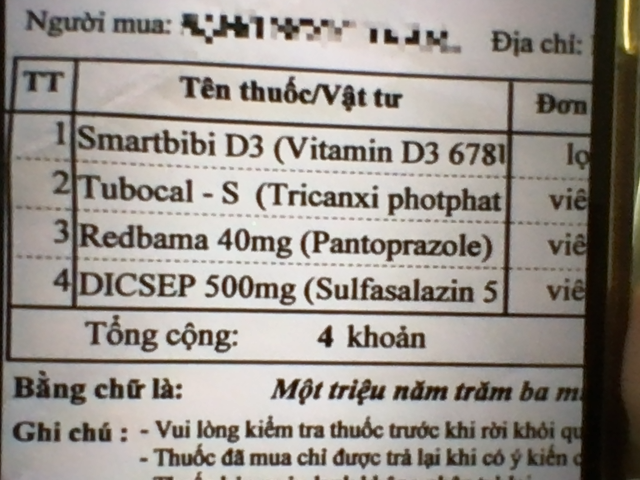 Người mua:
Địa chỉ:
TT Tên thuốc/Vật tư Đơn
1 Smartbibi D3 (Vitamin D3 678 lọ
2 Tubocal - S (Tricanxi photphat viê
3 Redbama 40mg (Pantoprazole) viê
4 DICSEP 500mg (Sulfasalazin 5 viê
Tổng cộng: 4 khoản
Bằng chữ là: Một triệu năm trăm ba m
Ghi chú : - Vui lòng kiểm tra thuốc trước khi rời khỏi qu
- Thuốc đã mua chỉ được trả lại khi có ý kiến